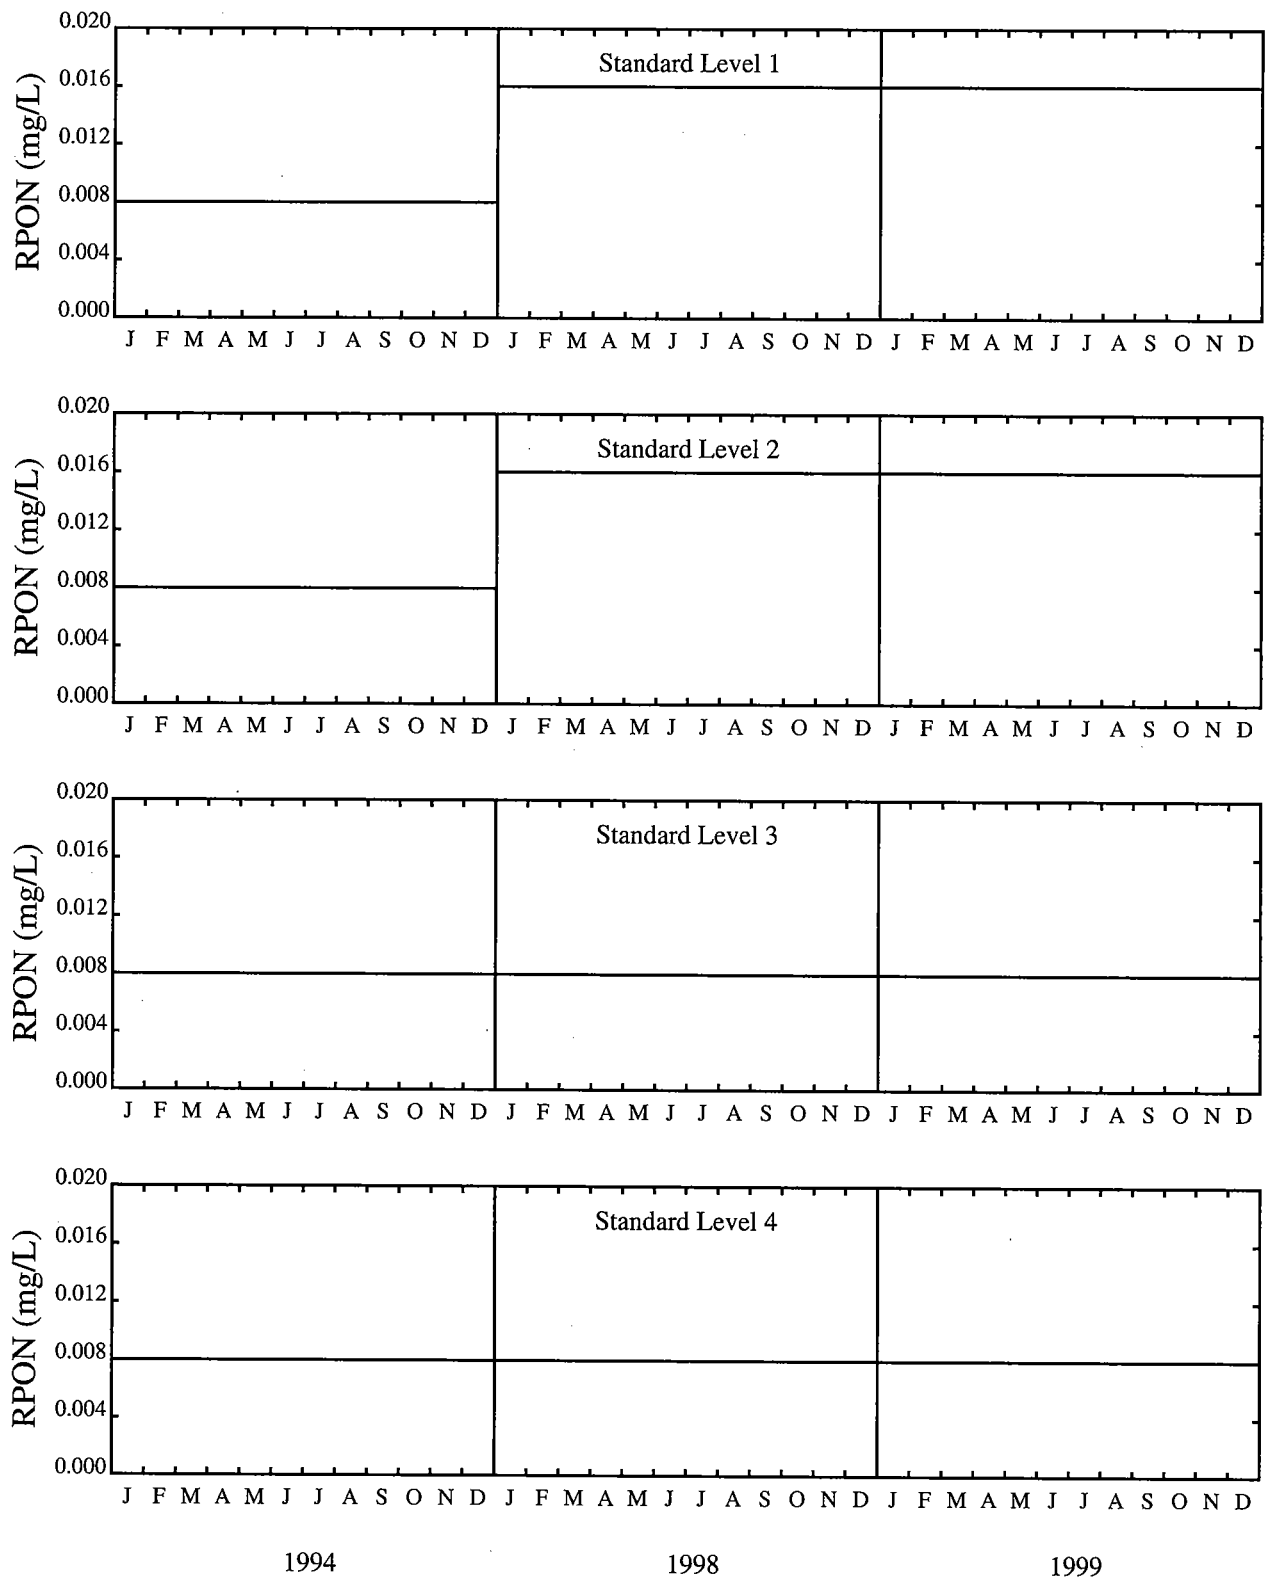 RPON (mg/L)
0.020
0.016
0.012
0.008
0.004
0.000
Standard Level 1
J F M A M J J A S O N D J F M A M J J A S O N D J F M A M J J A S O N D
RPON (mg/L)
0.020
0.016
0.012
0.008
0.004
0.000
Standard Level 2
J F M A M J J A S O N D J F M A M J J A S O N D J F M A M J J A S O N D
RPON (mg/L)
0.020
0.016
0.012
0.008
0.004
0.000
Standard Level 3
J F M A M J J A S O N D J F M A M J J A S O N D J F M A M J J A S O N D
RPON (mg/L)
0.020
0.016
0.012
0.008
0.004
0.000
Standard Level 4
J F M A M J J A S O N D J F M A M J J A S O N D J F M A M J J A S O N D
1994 1998 1999